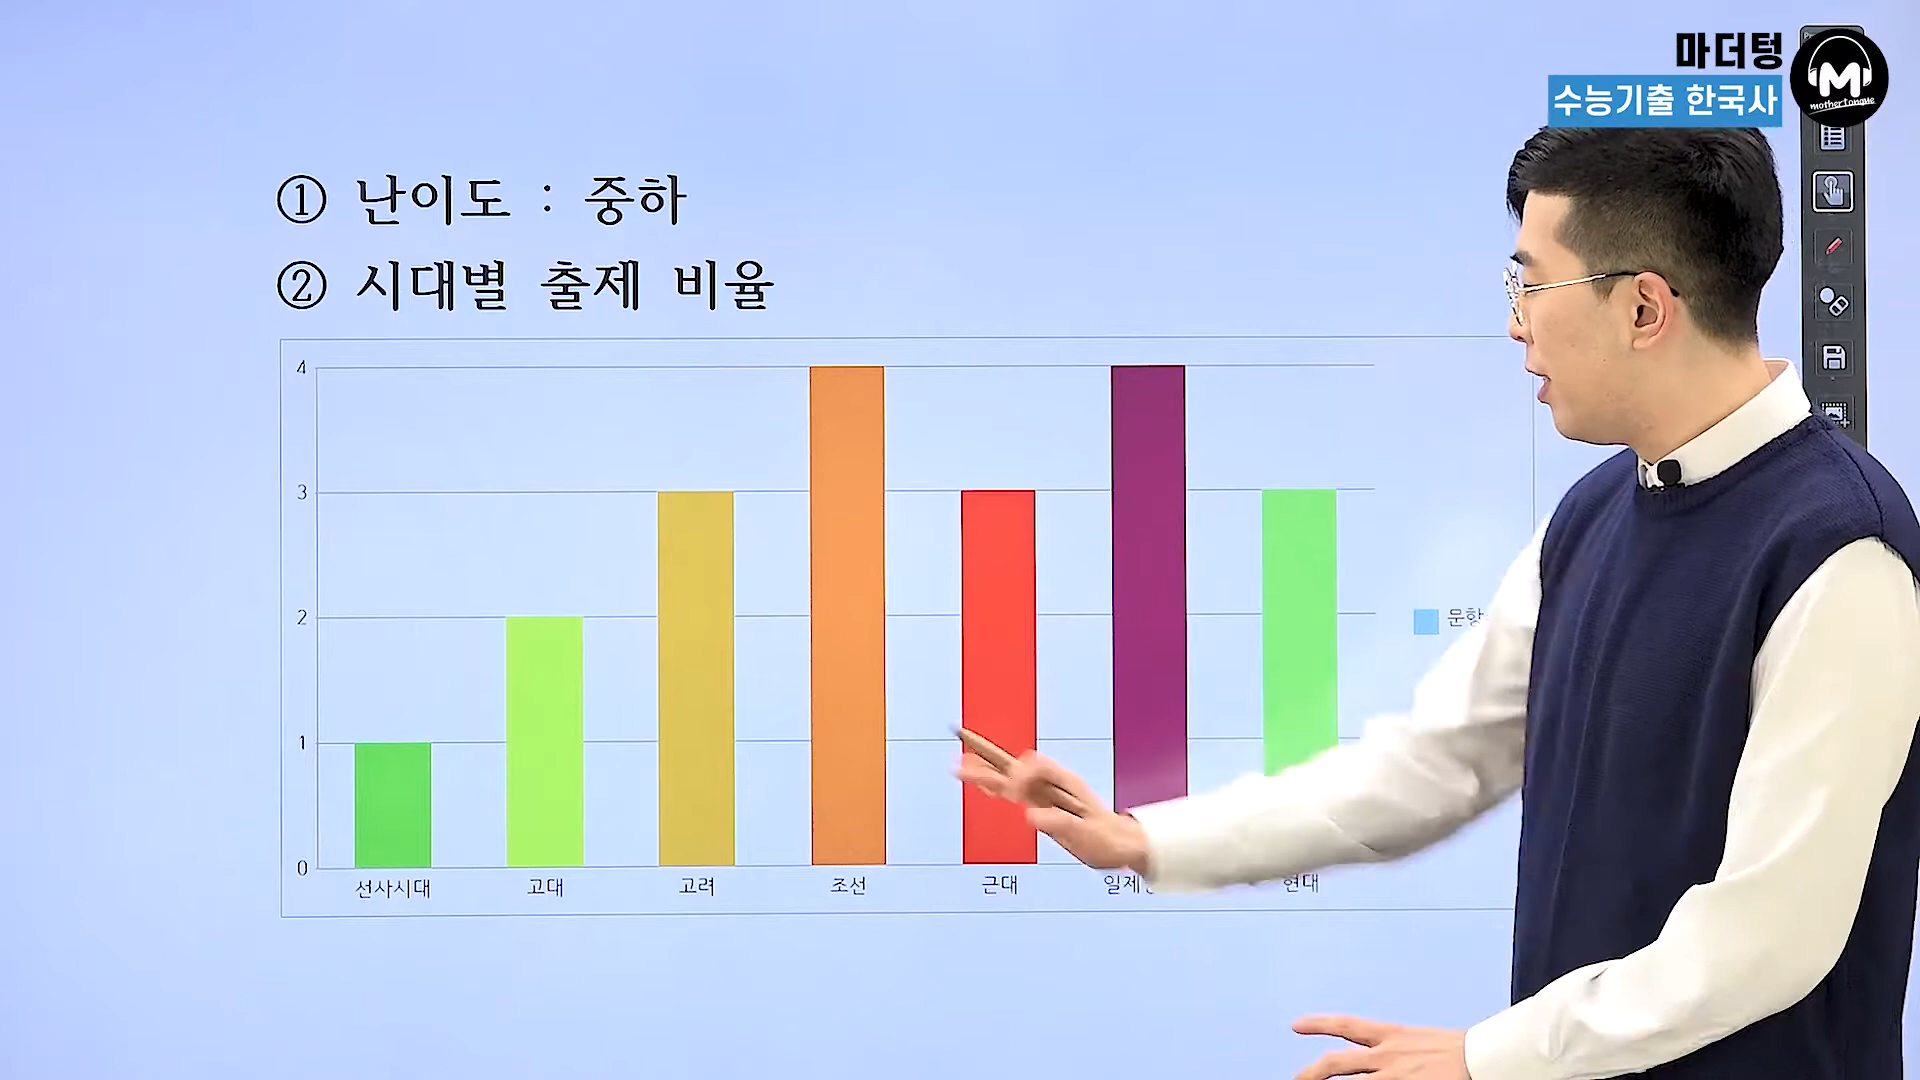 마더텅
수능기출 한국사
mothertongue
① 난이도 : 중하
② 시대별 출제 비율
4
3
2
1
0
선사시대 고대 고려 조선 근대 현대